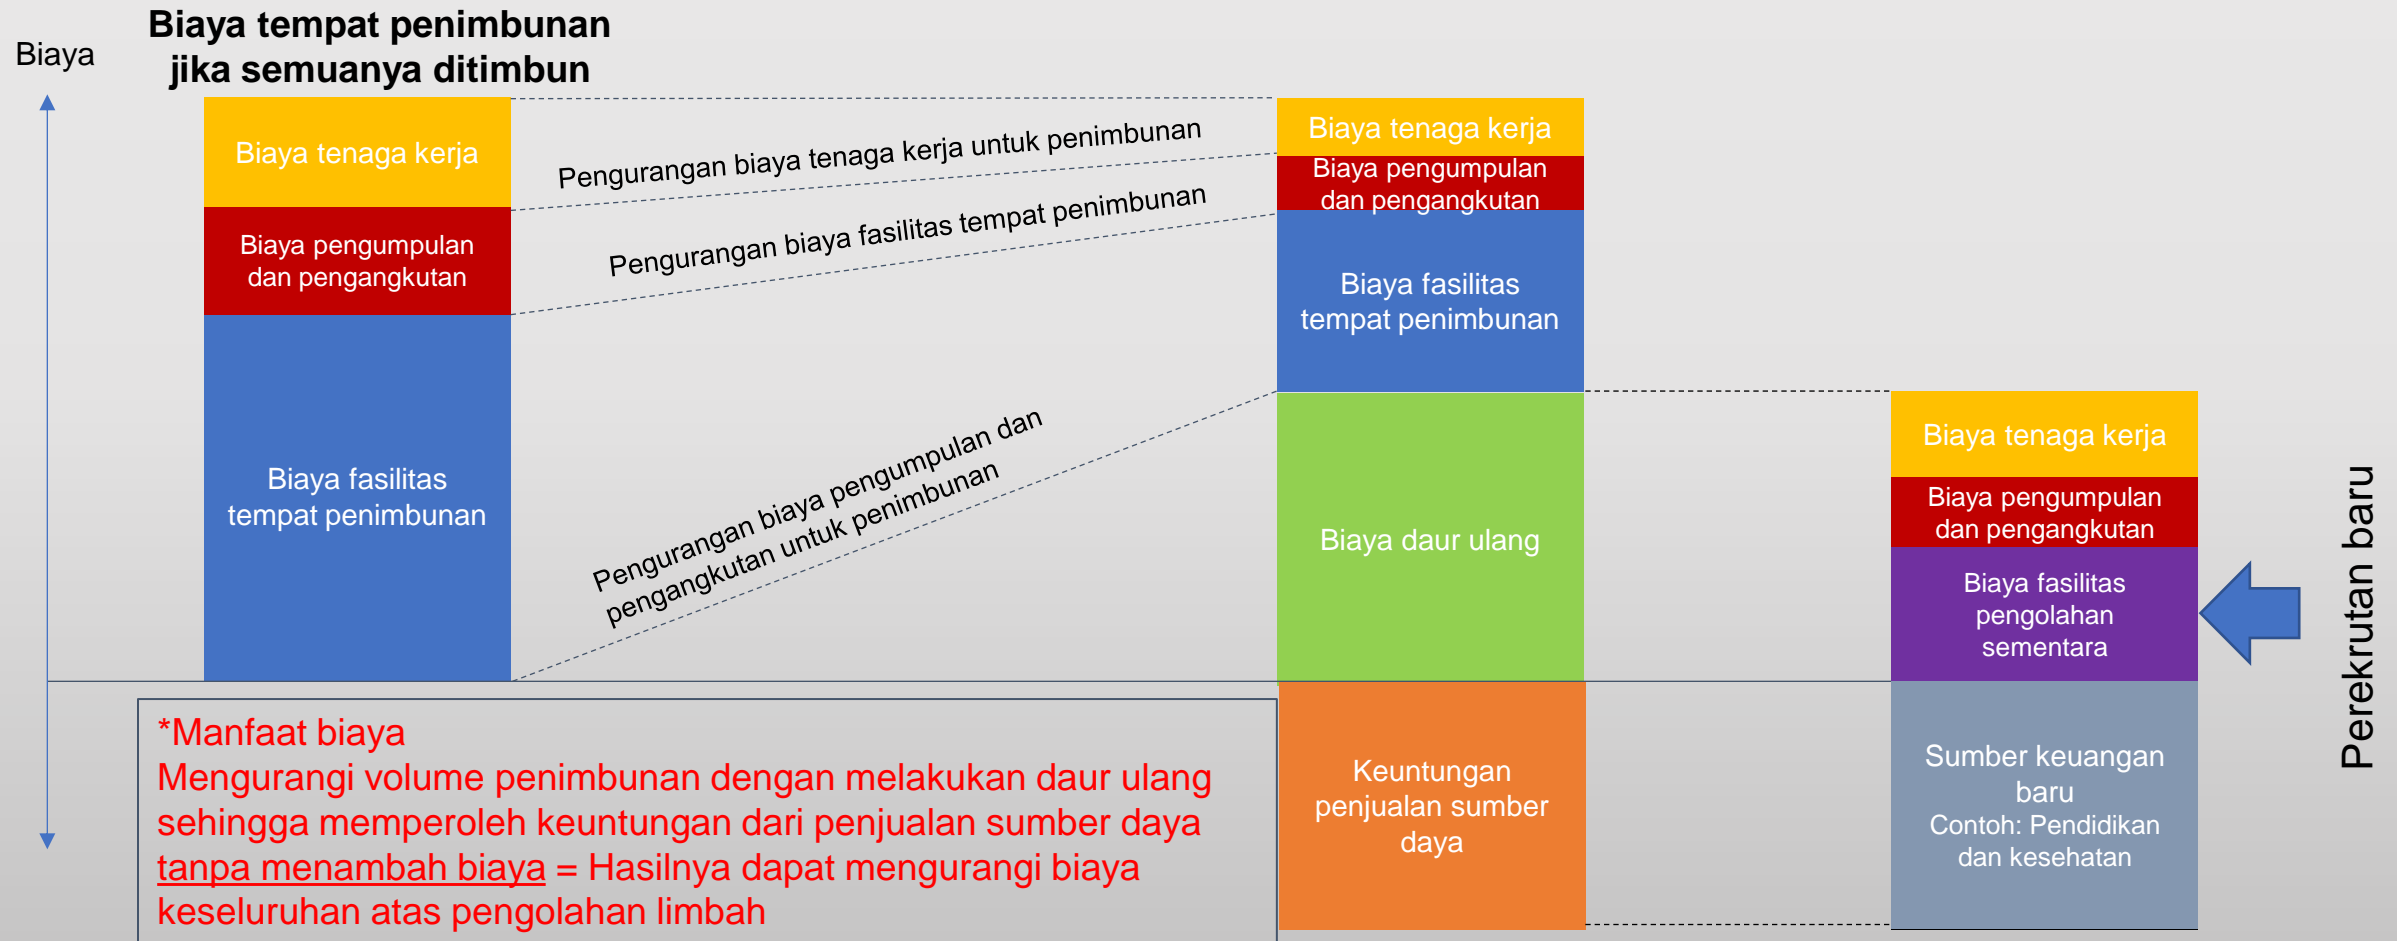 Biaya tempat penimbunan
jika semuanya ditimbun
Biaya
Biaya tenaga kerja
Biaya pengumpulan
dan pengangkutan
Biaya fasilitas
tempat penimbunan
Pengurangan biaya tenaga kerja untuk penimbunan
Pengurangan biaya fasilitas tempat penimbunan
Pengurangan biaya pengumpulan dan
pengangkutan untuk penimbunan
Biaya tenaga kerja
Biaya pengumpulan
dan pengangkutan
Biaya fasilitas
tempat penimbunan
Biaya daur ulang
Keuntungan
penjualan sumber
daya
Biaya tenaga kerja
Biaya pengumpulan
dan pengangkutan
Biaya fasilitas
pengolahan
sementara
Sumber keuangan
baru
Contoh: Pendidikan
dan kesehatan
Perekrutan baru
*Manfaat biaya
Mengurangi volume penimbunan dengan melakukan daur ulang
sehingga memperoleh keuntungan dari penjualan sumber daya
tanpa menambah biaya = Hasilnya dapat mengurangi biaya
keseluruhan atas pengolahan limbah